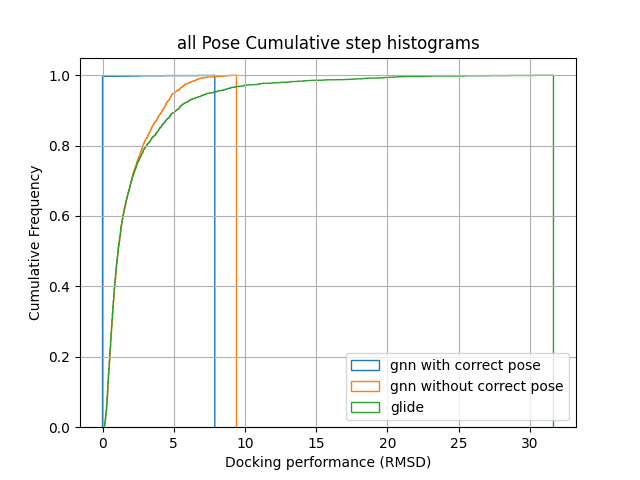 all Pose Cumulative step histograms
Cumulative Frequency
1.0
0.8
0.6
0.4
0.2
0.0
0
5
10
15
20
25
30
Docking performance (RMSD)
gnn with correct pose
gnn without correct pose
glide